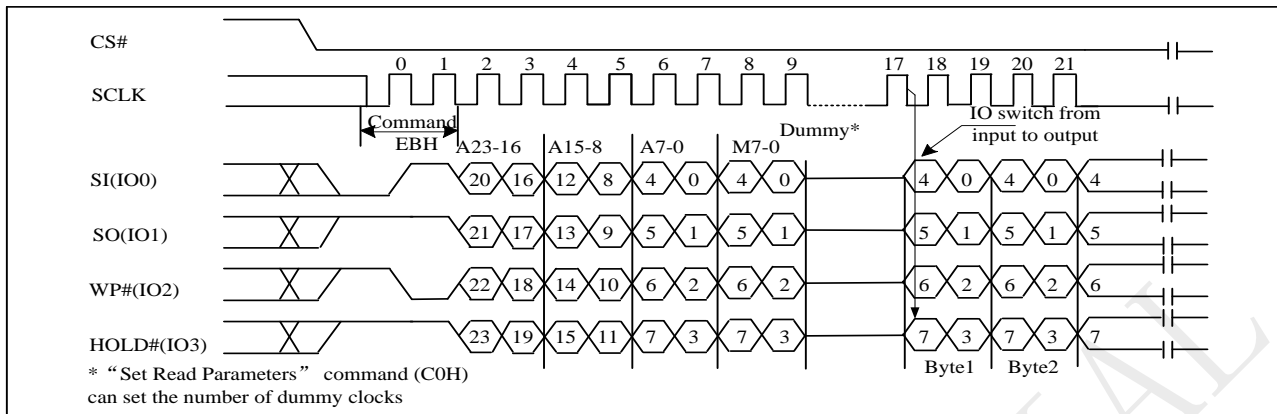 CS#
0 1 2 3 4 5 6 7 8 9 17 18 19 20 21
SCLK
Command
EBH
IO switch from
input to output
Dummy*
A23-16 A15-8 A7-0 M7-0
SI(IO0) 20 16 12 8 4 0 4 0 4 0 4 0 4
SO(IO1) 21 17 13 9 5 1 5 1 5 1 5 1 5
WP#(IO2) 22 18 14 10 6 2 6 2 6 2 6 2 6
HOLD#(IO3) 23 19 15 11 7 3 7 3 7 3 7 3 7
Byte1 Byte2
* “Set Read Parameters” command (C0H)
can set the number of dummy clocks